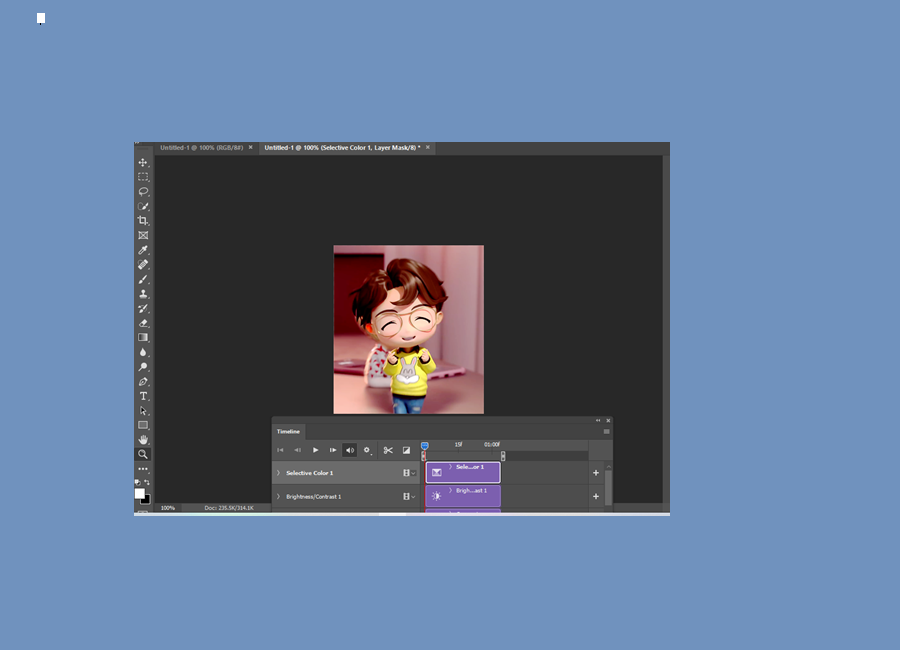 Untitled-1 @ 100% (RGB/8#) × Untitled-1 @ 100% (Selective Color 1, Layer Mask/8) * ×
Timeline
15f 01:00f
Selective Color 1 Sele...or 1
Brightness/Contrast 1 Brigh...ast 1
100% Doc: 235.5K/314.1K